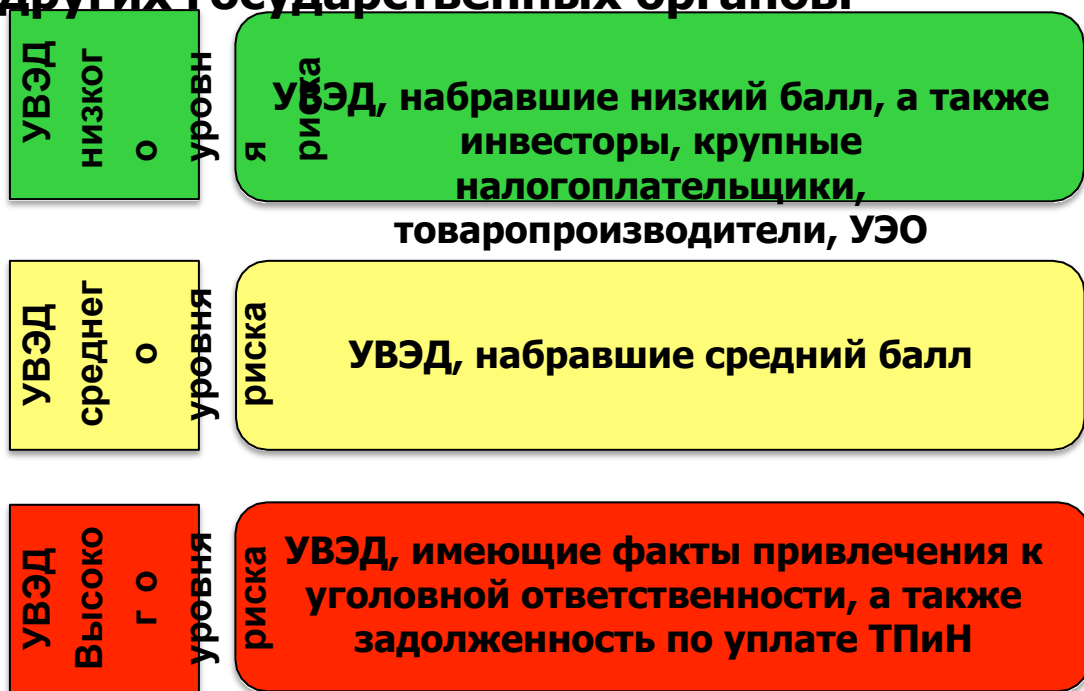 других государственных органов:
УВЭД
низког
о
уровн
я
риска
УВЭД, набравшие низкий балл, а также
инвесторы, крупные
налогоплательщики,
товаропроизводители, УЭО
УВЭД
среднег
о
уровня
риска
УВЭД, набравшие средний балл
УВЭД
Высоко
г о
уровня
риска
УВЭД, имеющие факты привлечения к
уголовной ответственности, а также
задолженность по уплате ТПиН